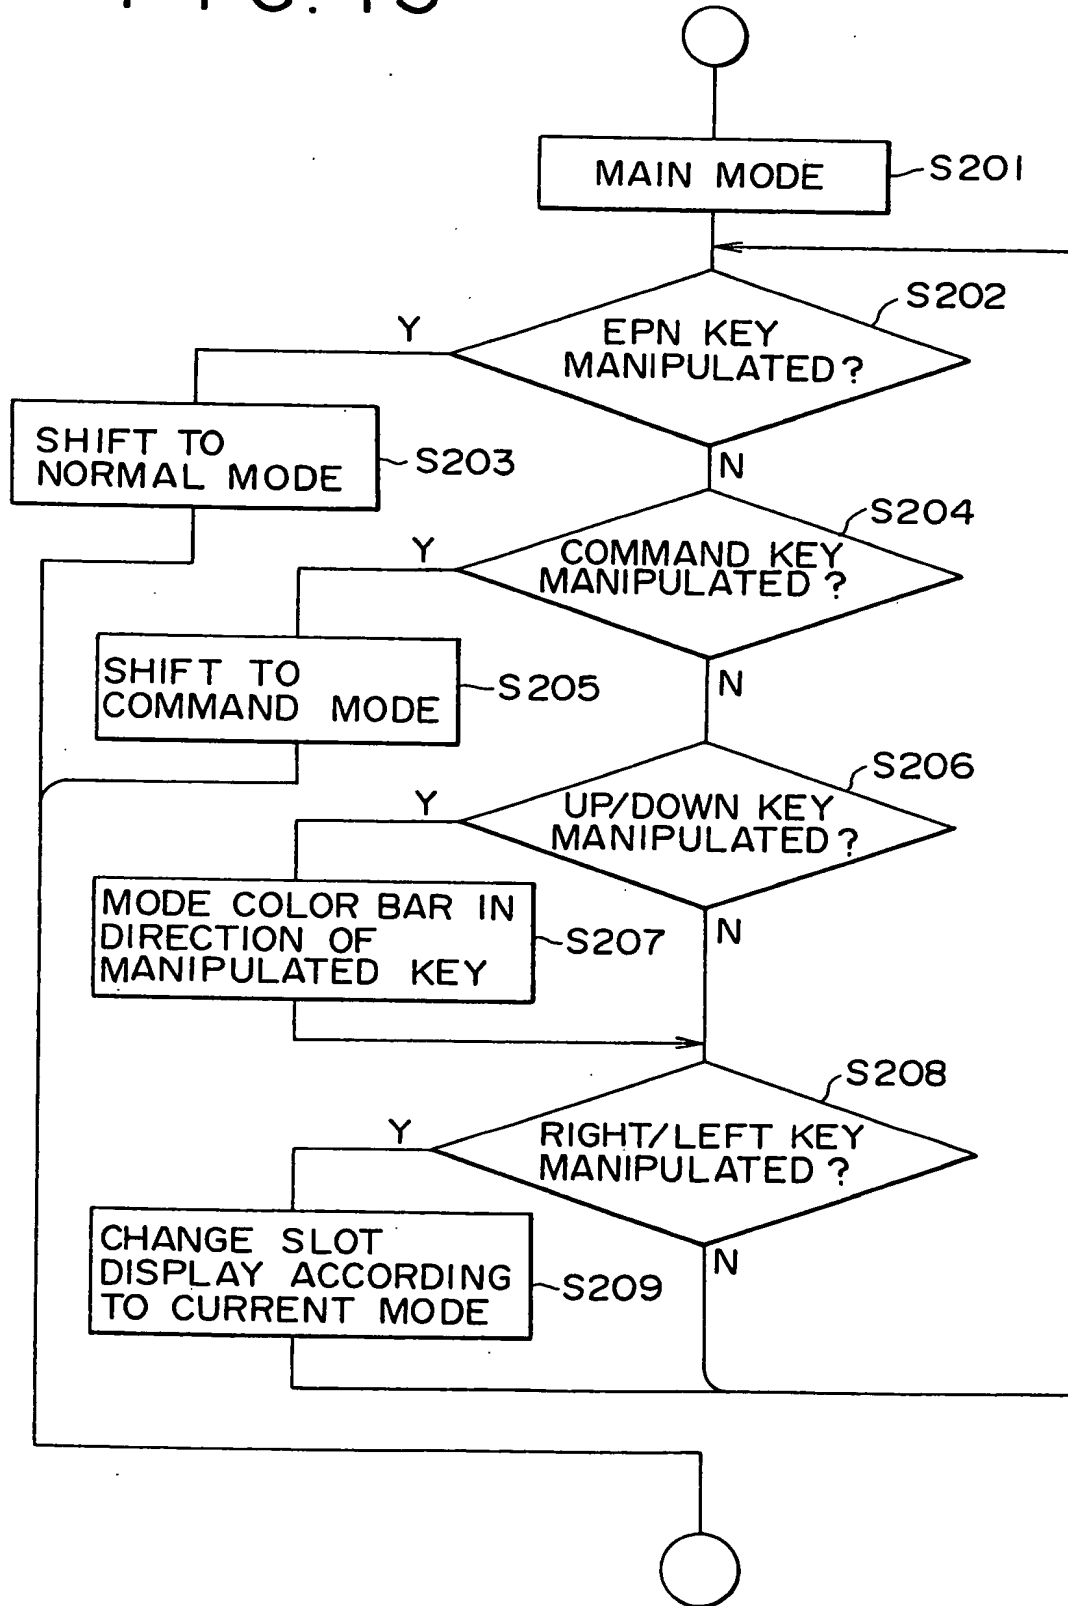 FIG. 15
MAIN MODE
S201
S202
EPN KEY
MANIPULATED?
Y
N
SHIFT TO
NORMAL MODE
S203
S204
COMMAND KEY
MANIPULATED?
Y
N
SHIFT TO
COMMAND MODE
S205
S206
UP/DOWN KEY
MANIPULATED?
Y
N
MODE COLOR BAR IN
DIRECTION OF
MANIPULATED KEY
S207
S208
RIGHT/LEFT KEY
MANIPULATED?
Y
N
CHANGE SLOT
DISPLAY ACCORDING
TO CURRENT MODE
S209